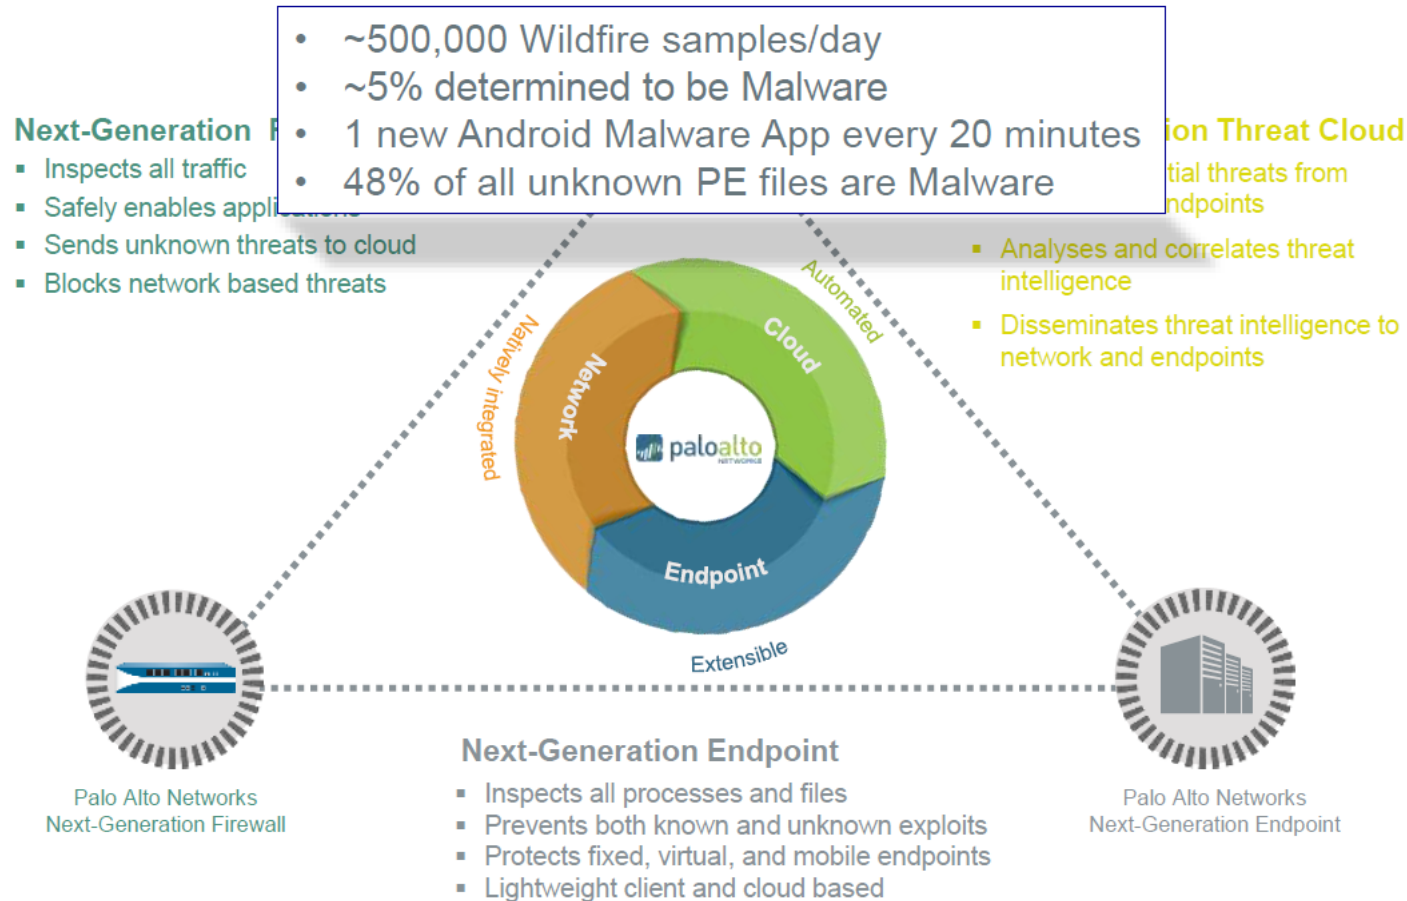 • ~500,000 Wildfire samples/day
• ~5% determined to be Malware
• 1 new Android Malware App every 20 minutes
• 48% of all unknown PE files are Malware
Next-Generation
▪ Inspects all traffic
▪ Safely enables applications
▪ Sends unknown threats to cloud
▪ Blocks network based threats
Threat Cloud
threats from
endpoints
▪ Analyses and correlates threat
intelligence
▪ Disseminates threat intelligence to
network and endpoints
Natively integrated
Automated
Network
Cloud
paloalto
NETWORKS
Endpoint
Extensible
Palo Alto Networks
Next-Generation Firewall
Next-Generation Endpoint
▪ Inspects all processes and files
▪ Prevents both known and unknown exploits
▪ Protects fixed, virtual, and mobile endpoints
▪ Lightweight client and cloud based
Palo Alto Networks
Next-Generation Endpoint